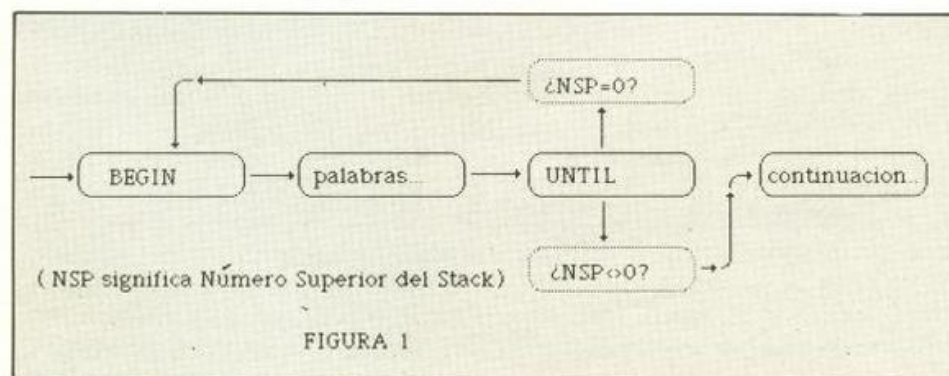 ¿NSP=0?
BEGIN palabras... UNTIL continuacion...
¿NSP<>0?
(NSP significa Número Superior del Stack)
FIGURA 1